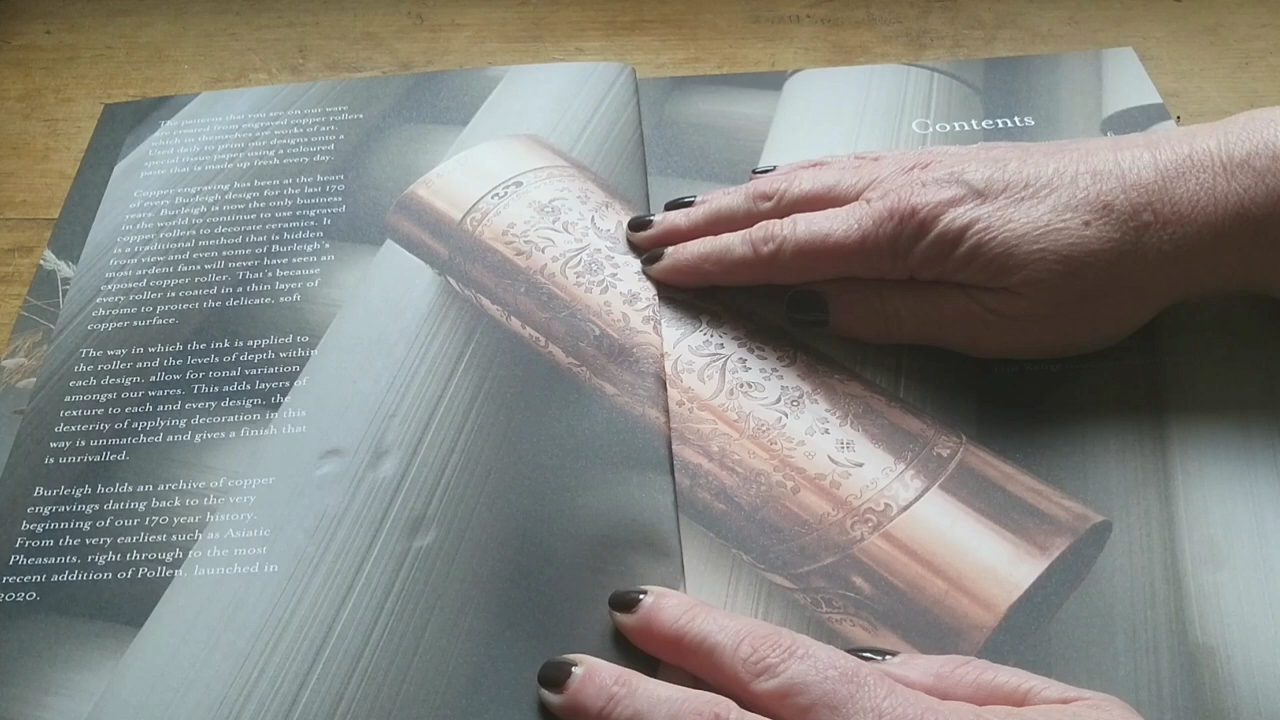 The patterns that you see on our ware
are created from engraved copper rollers
which in themselves are works of art.
Used daily to print our designs onto a
special tissue paper using a coloured
paste that is made up fresh every day.
Copper engraving has been at the heart
of every Burleigh design for the last 170
years. Burleigh is now the only business
in the world to continue to use engraved
copper rollers to decorate ceramics. It
is a traditional method that is hidden
from view and even some of Burleigh's
most ardent fans will never have seen an
exposed copper roller. That's because
every roller is coated in a thin layer of
chrome to protect the delicate, soft
copper surface.
The way in which the ink is applied to
the roller and the levels of depth within
each design, allow for tonal variation
amongst our wares. This adds layers of
texture to each and every design, the
dexterity of applying decoration in this
way is unmatched and gives a finish that
is unrivalled.
Burleigh holds an archive of copper
engravings dating back to the very
beginning of our 170 year history.
From the very earliest such as Asiatic
Pheasants, right through to the most
recent addition of Pollen, launched in
2020.
Contents